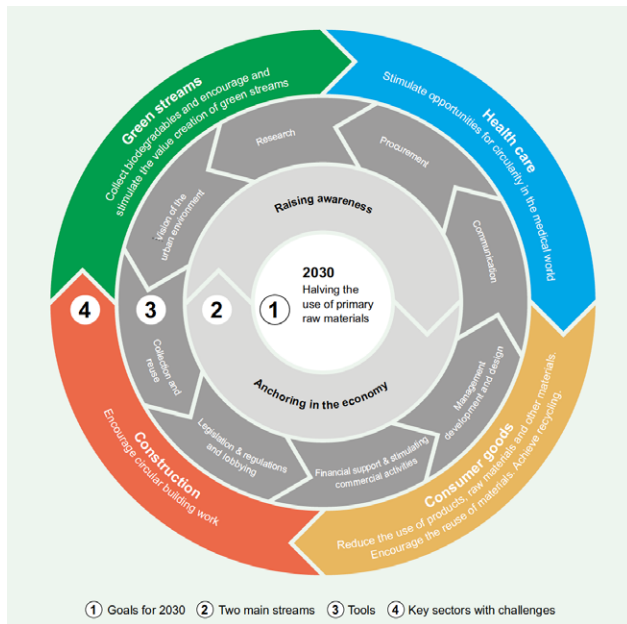 Green streams
Collect biodegradables and encourage and
stimulate the value creation of green streams
Health care
Stimulate opportunities for circularity in the medical world
Consumer goods
Reduce the use of products, raw materials and other materials.
Encourage the reuse of materials. Achieve recycling.
Construction
Encourage circular building work
Research
Procurement
Communication
Management
development and design
Financial support & stimulating
commercial activities
Legislation & regulations
and lobbying
Collection and
reuse
Vision of the
urban environment
Raising awareness
Anchoring in the economy
2030
Halving the
use of primary
raw materials
4 3 2 1
1 Goals for 2030 2 Two main streams 3 Tools 4 Key sectors with challenges